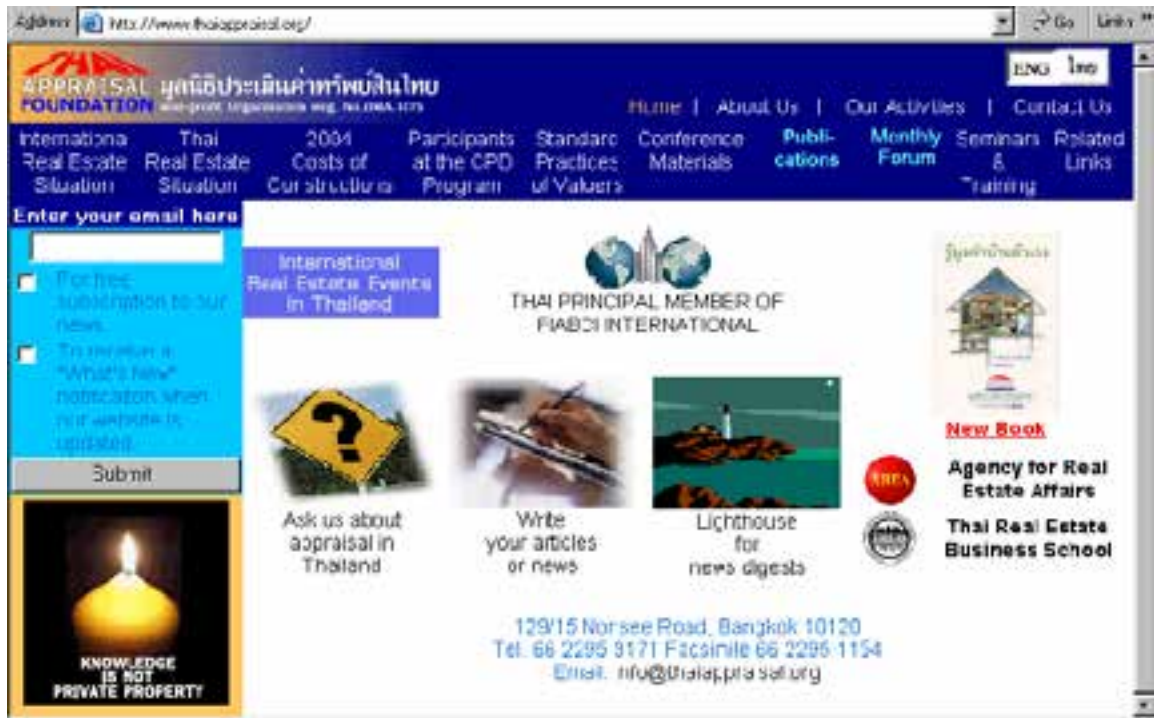 Address http://www.thaiappraisal.org/ Go Links
THAI
APPRAISAL มูลนิธิประเมินค่าทรัพย์สินไทย
FOUNDATION non-profit organization reg. no.
ENG ไทย
Home | About Us | Our Activities | Contact Us
International Real Estate Situation
Thai Real Estate Situation
2004 Costs of Constructions
Participants at the CPD Program
Standard Practices of Valuers
Conference Materials
Publi-cations
Monthly Forum
Seminars & Training
Related Links
Enter your email here
For free
subscription to our
news.
To receive a
"What's New"
notification when
our website is
updated.
Submit
KNOWLEDGE
IS NOT
PRIVATE PROPERTY
International
Real Estate Events
in Thailand
THAI PRINCIPAL MEMBER OF
FIABCI INTERNATIONAL
Ask us about
appraisal in
Thailand
Write
your articles
or news
Lighthouse
for
news digests
New Book
AREA
Agency for Real
Estate Affairs
Thai Real Estate
Business School
129/15 Norsee Road, Bangkok 10120
Tel. 66 2295 3171 Facsimile 66 2295 1154
Email: info@thaiappraisal.org